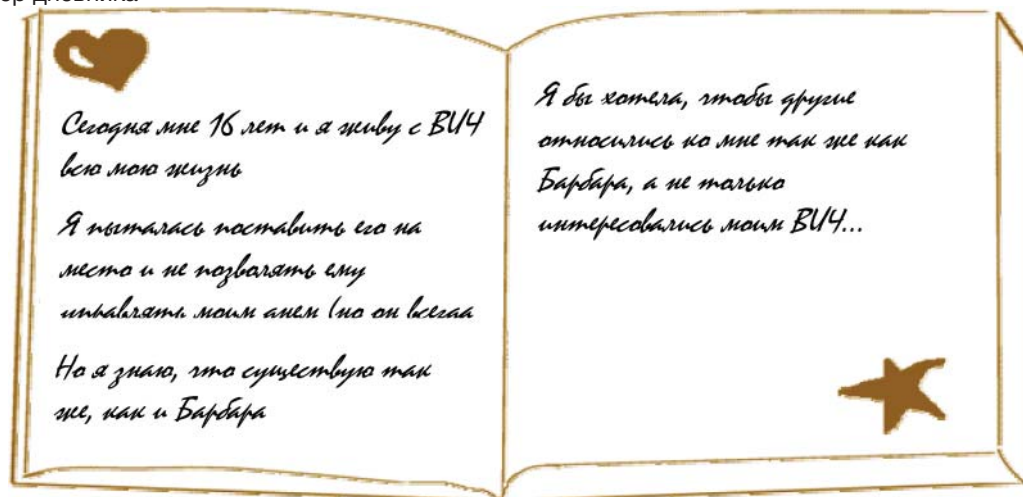 дневника
Сегодня мне 16 лет и я живу с ВИЧ
всю мою жизнь
Я пыталась поставить его на
место и не позволять ему
управлять моим днем (но он всегда
Но я знаю, что существую так
же, как и Барбара
Я бы хотела, чтобы другие
относились ко мне так же как
Барбара, а не только
интересовались моим ВИЧ...